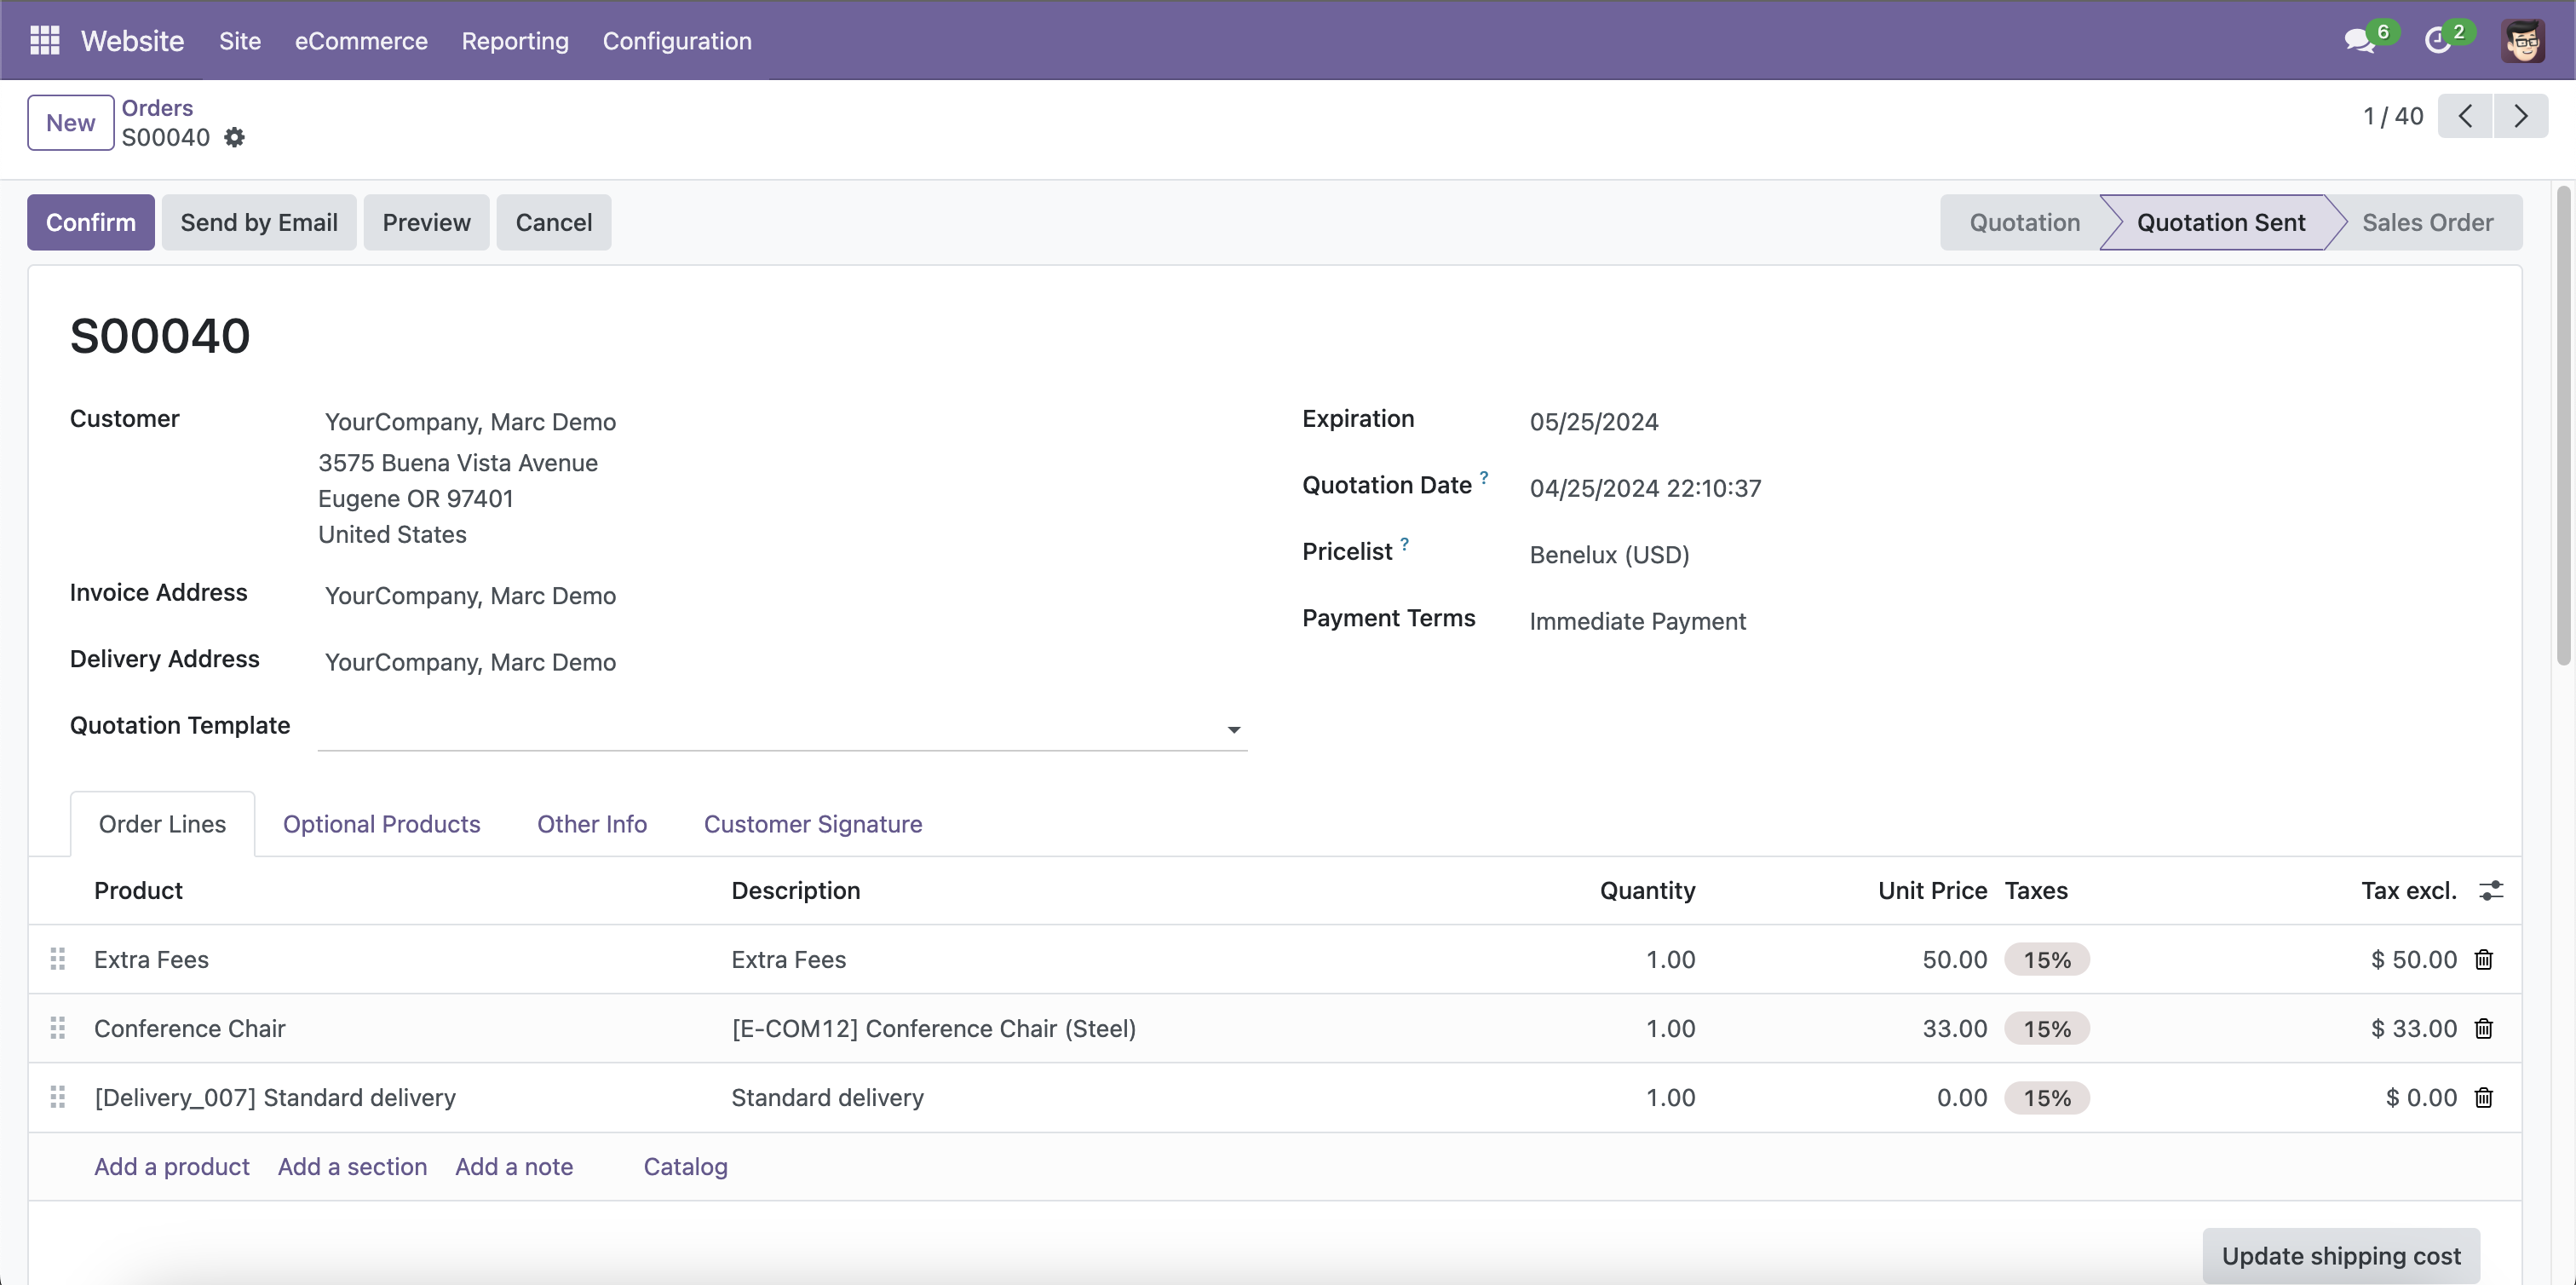 Website Site eCommerce Reporting Configuration 6 2
New Orders
S00040
1 / 40
Confirm Send by Email Preview Cancel Quotation Quotation Sent Sales Order
S00040
Customer YourCompany, Marc Demo
3575 Buena Vista Avenue
Eugene OR 97401
United States
Invoice Address YourCompany, Marc Demo
Delivery Address YourCompany, Marc Demo
Quotation Template
Expiration 05/25/2024
Quotation Date ? 04/25/2024 22:10:37
Pricelist ? Benelux (USD)
Payment Terms Immediate Payment
Order Lines Optional Products Other Info Customer Signature
Product Description Quantity Unit Price Taxes Tax excl.
Extra Fees Extra Fees 1.00 50.00 15% $ 50.00
Conference Chair [E-COM12] Conference Chair (Steel) 1.00 33.00 15% $ 33.00
[Delivery_007] Standard delivery Standard delivery 1.00 0.00 15% $ 0.00
Add a product Add a section Add a note Catalog
Update shipping cost